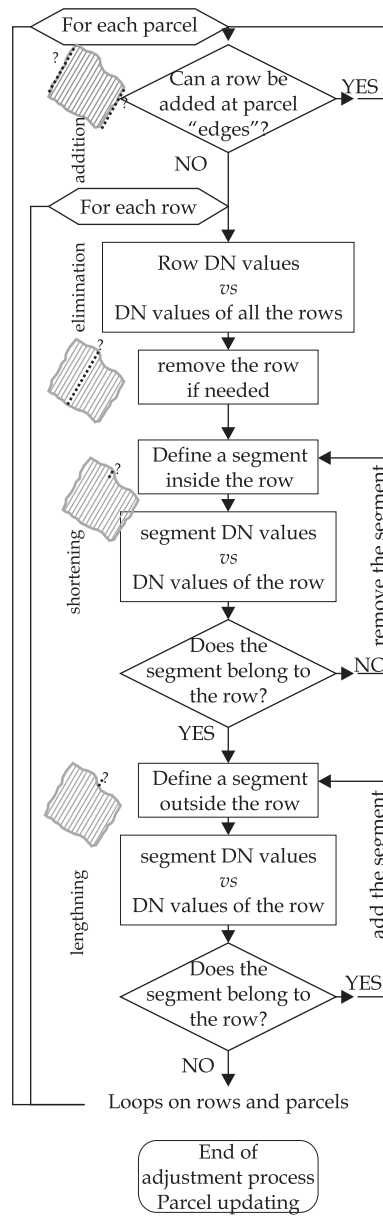 For each parcel
?
?
addition
Can a row be
added at parcel
“edges”?
YES
NO
For each row
elimination
?
Row DN values
vs
DN values of all the rows
remove the row
if needed
Define a segment
inside the row
?
shortening
segment DN values
vs
DN values of the row
remove the segment
Does the
segment belong to
the row?
NO
YES
?
Define a segment
outside the row
lengthning
segment DN values
vs
DN values of the row
add the segment
Does the
segment belong to
the row?
YES
NO
Loops on rows and parcels
End of
adjustment process
Parcel updating